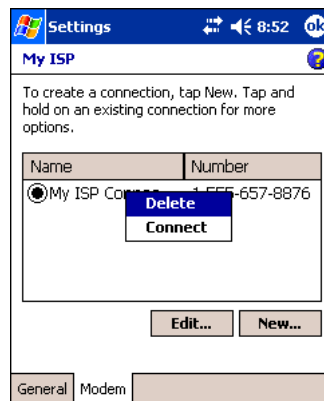 Settings 8:52 ok
My ISP ?
To create a connection, tap New. Tap and
hold on an existing connection for more
options.
Name Number
My ISP 1-555-657-8876
Delete
Connect
Edit... New...
General Modem